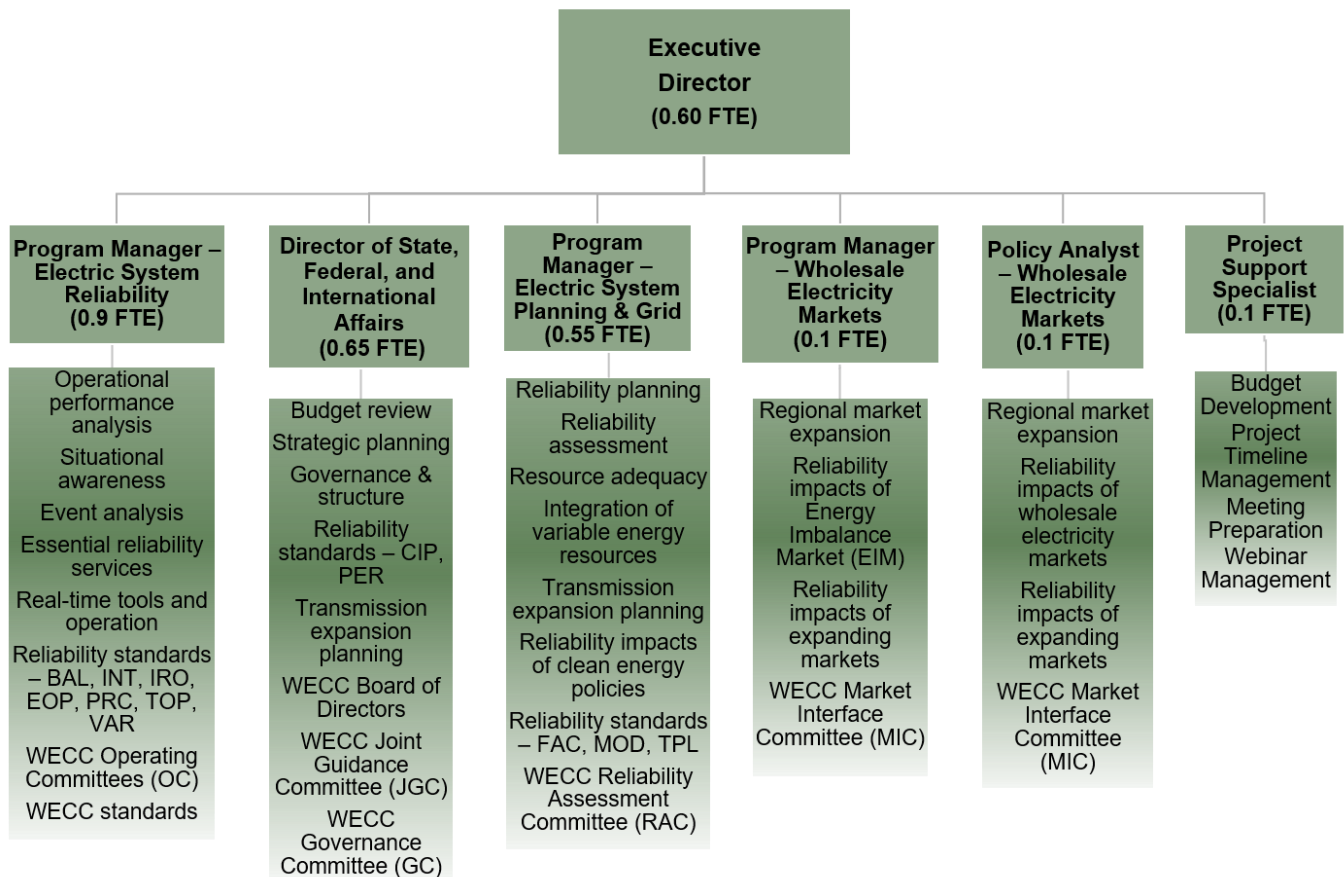 Executive
Director
(0.60 FTE)
Program Manager –
Electric System
Reliability
(0.9 FTE)
Operational
performance
analysis
Situational
awareness
Event analysis
Essential reliability
services
Real-time tools and
operation
Reliability standards
– BAL, INT, IRO,
EOP, PRC, TOP,
VAR
WECC Operating
Committees (OC)
WECC standards
Director of State,
Federal, and
International
Affairs
(0.65 FTE)
Budget review
Strategic planning
Governance &
structure
Reliability
standards – CIP,
PER
Transmission
expansion
planning
WECC Board of
Directors
WECC Joint
Guidance
Committee (JGC)
WECC
Governance
Committee (GC)
Program
Manager –
Electric System
Planning & Grid
(0.55 FTE)
Reliability planning
Reliability
assessment
Resource adequacy
Integration of
variable energy
resources
Transmission
expansion planning
Reliability impacts
of clean energy
policies
Reliability standards
– FAC, MOD, TPL
WECC Reliability
Assessment
Committee (RAC)
Program Manager
– Wholesale
Electricity
Markets
(0.1 FTE)
Regional market
expansion
Reliability
impacts of
Energy
Imbalance
Market (EIM)
Reliability
impacts of
expanding
markets
WECC Market
Interface
Committee (MIC)
Policy Analyst
– Wholesale
Electricity
Markets
(0.1 FTE)
Regional market
expansion
Reliability
impacts of
wholesale
electricity
markets
Reliability
impacts of
expanding
markets
WECC Market
Interface
Committee
(MIC)
Project
Support
Specialist
(0.1 FTE)
Budget
Development
Project
Timeline
Management
Meeting
Preparation
Webinar
Management